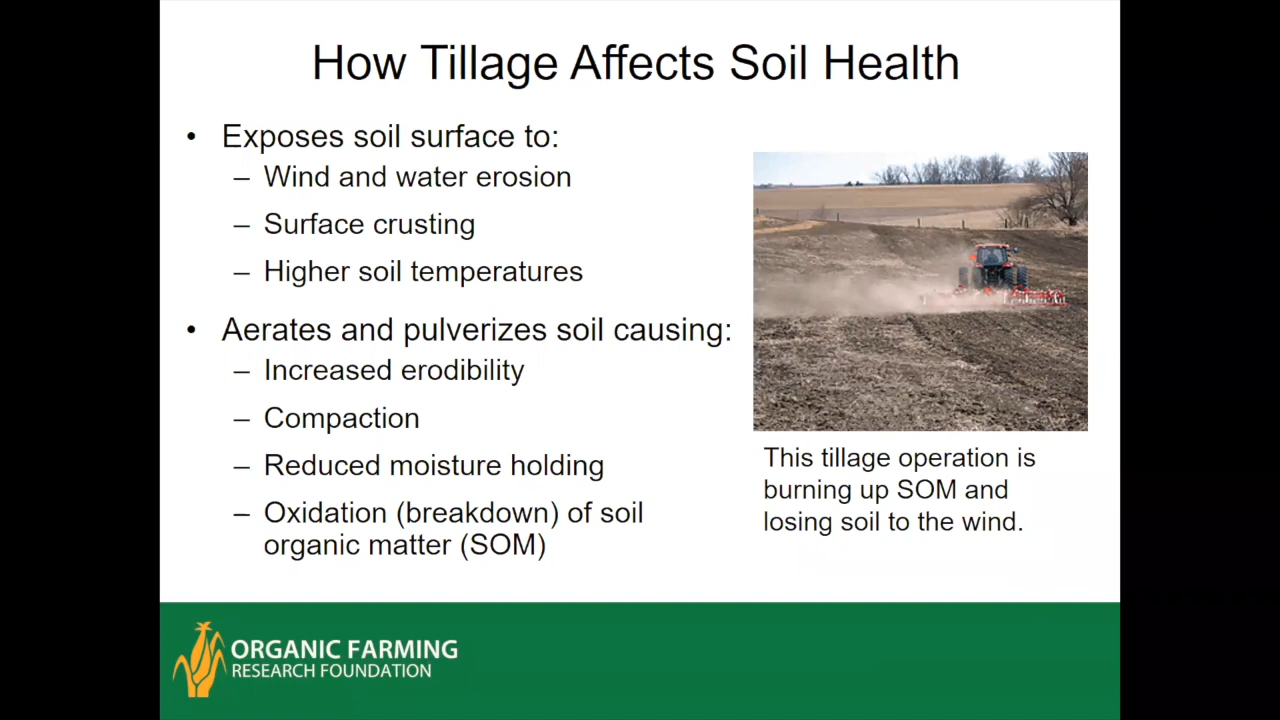 How Tillage Affects Soil Health
• Exposes soil surface to:
– Wind and water erosion
– Surface crusting
– Higher soil temperatures
• Aerates and pulverizes soil causing:
– Increased erodibility
– Compaction
– Reduced moisture holding
– Oxidation (breakdown) of soil
organic matter (SOM)
This tillage operation is
burning up SOM and
losing soil to the wind.
ORGANIC FARMING
RESEARCH FOUNDATION